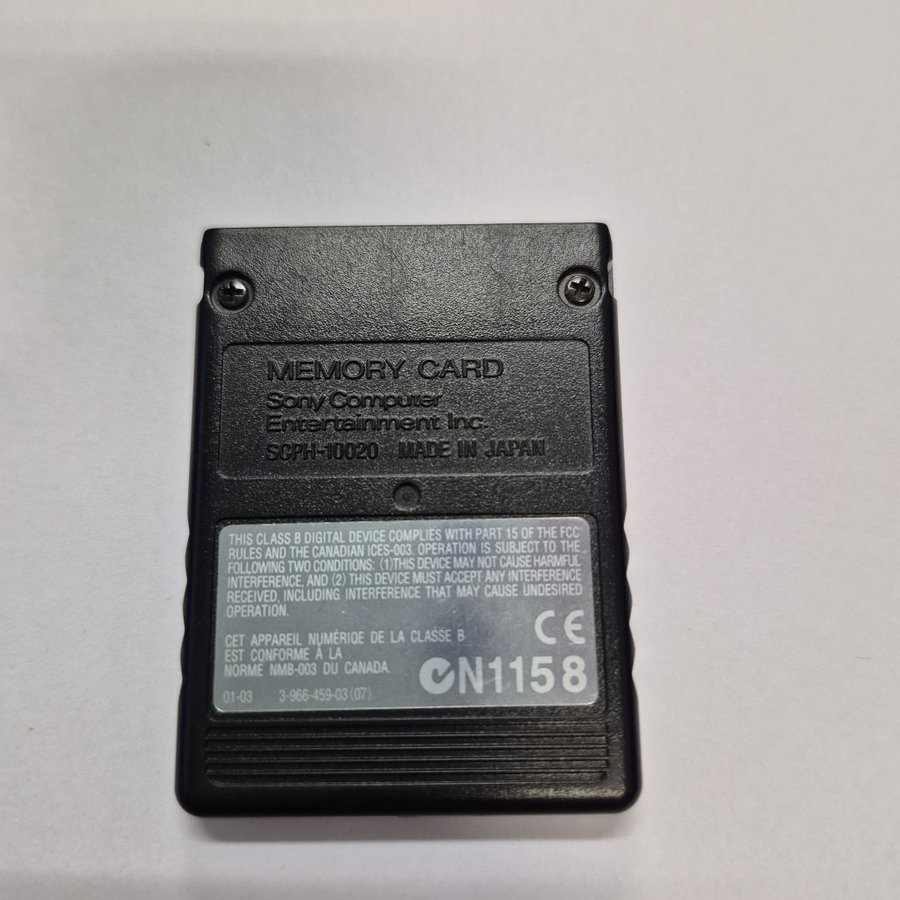 MEMORY CARD
Sony Computer
Entertainment Inc.
SCPH-10020 MADE IN JAPAN
THIS CLASS B DIGITAL DEVICE COMPLIES WITH PART 15 OF THE FCC
RULES AND THE CANADIAN ICES-003. OPERATION IS SUBJECT TO THE
FOLLOWING TWO CONDITIONS: (1)THIS DEVICE MAY NOT CAUSE HARMFUL
INTERFERENCE, AND (2) THIS DEVICE MUST ACCEPT ANY INTERFERENCE
RECEIVED, INCLUDING INTERFERENCE THAT MAY CAUSE UNDESIRED
OPERATION.
CET APPAREIL NUMÉRIQE DE LA CLASSE B
EST CONFORME À LA
NORME NMB-003 DU CANADA.
CE
N1158
01-03 3-966-459-03 (07)